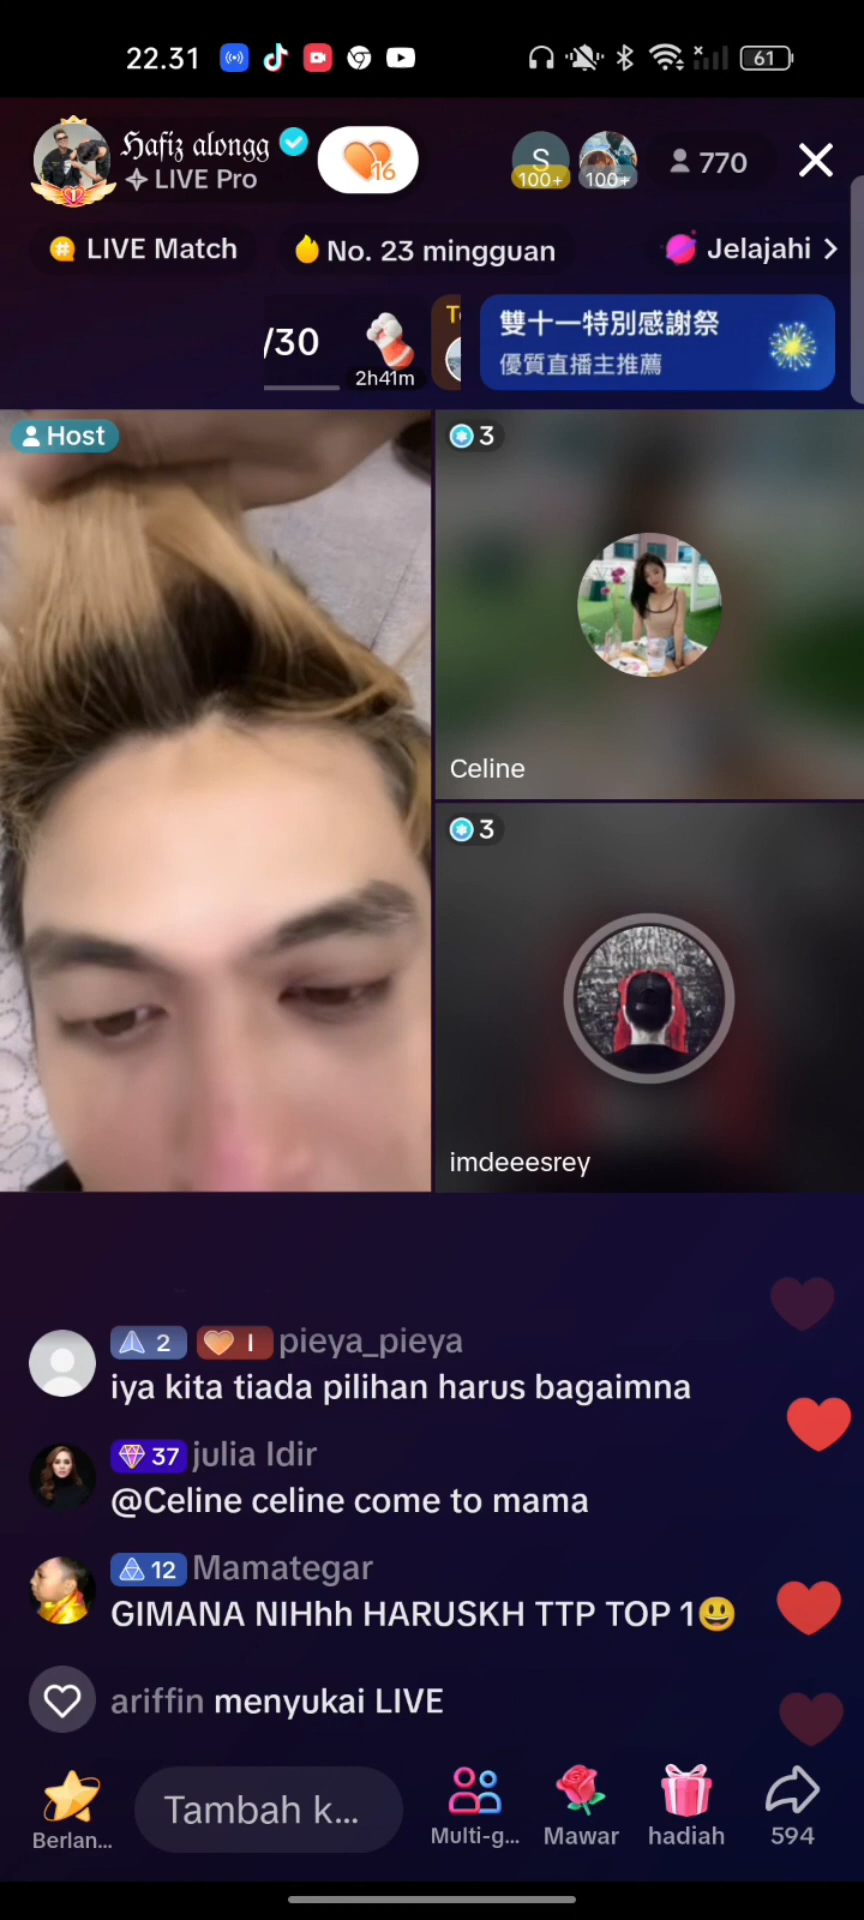 22.31
61
Hafiz alongg
LIVE Pro
16
S
100+
100+
770
LIVE Match
No. 23 mingguan
Jelajahi
/30
2h41m
雙十一特別感謝祭
優質直播主推薦
Host
3
Celine
3
imdeeesrey
2 I pieya_pieya
iya kita tiada pilihan harus bagaimna
37 julia Idir
@Celine celine come to mama
12 Mamategar
GIMANA NIHhh HARUSKH TTP TOP 1😃
ariffin menyukai LIVE
Berlan...
Tambah k...
Multi-g...
Mawar
hadiah
594